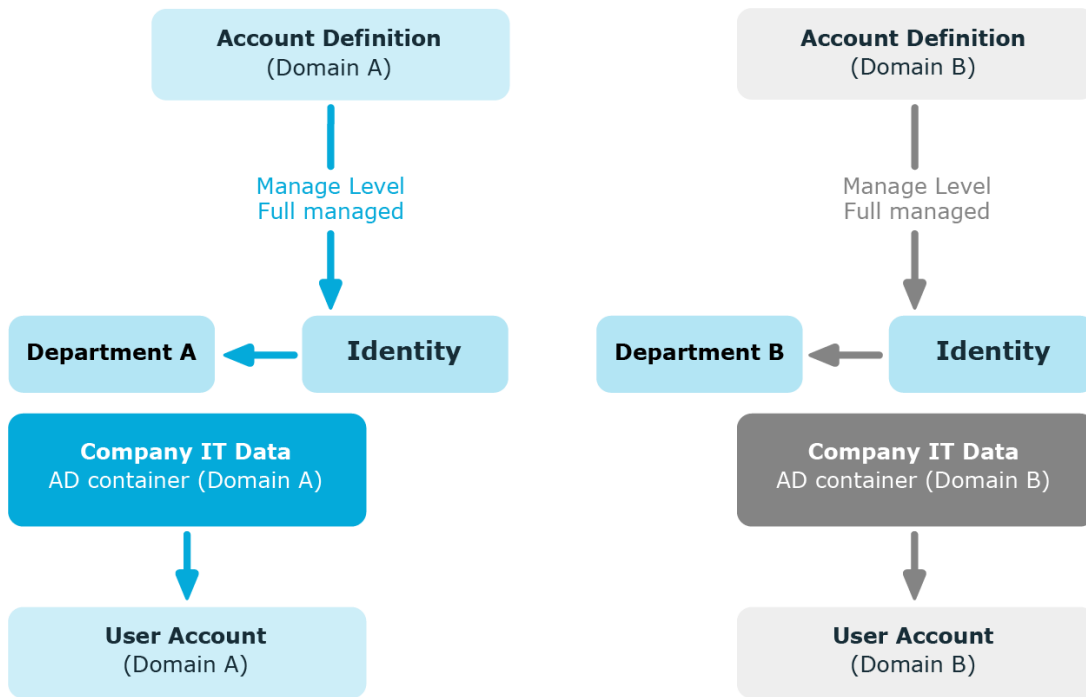 Account Definition
(Domain A)
Account Definition
(Domain B)
Manage Level
Full managed
Manage Level
Full managed
Department A
Identity
Department B
Identity
Company IT Data
AD container (Domain A)
Company IT Data
AD container (Domain B)
User Account
(Domain A)
User Account
(Domain B)